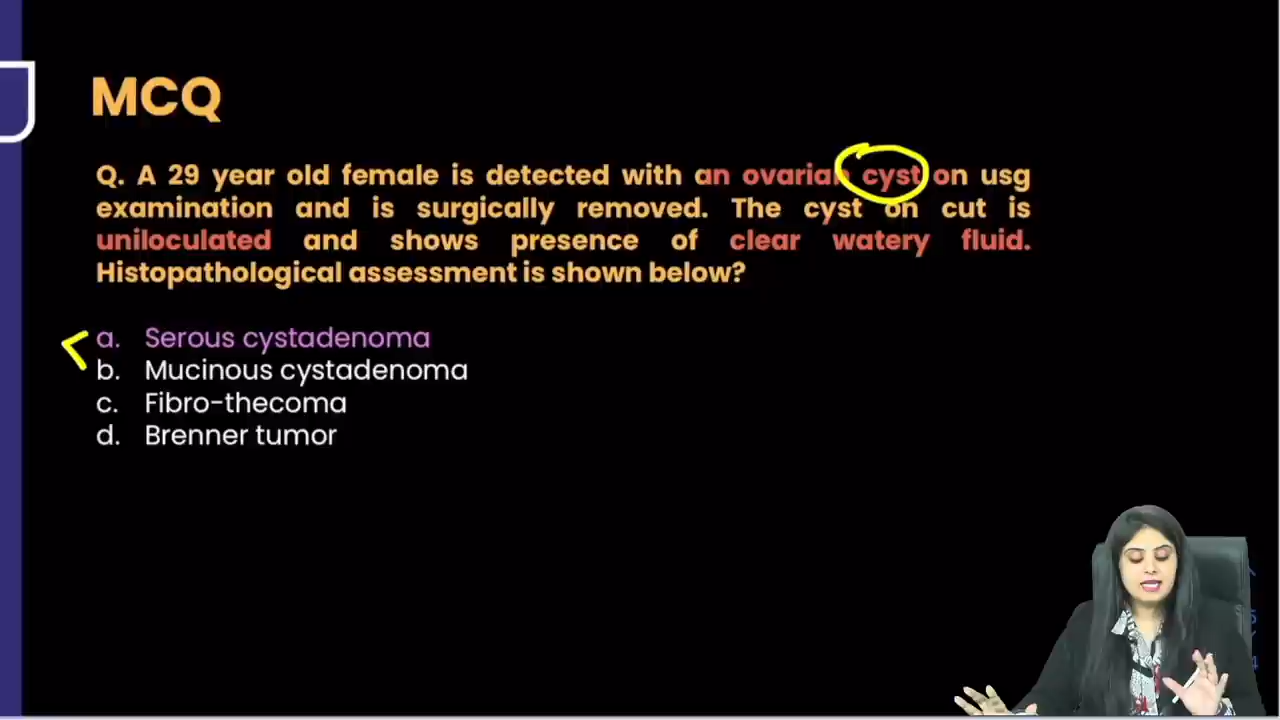 MCQ
Q. A 29 year old female is detected with an ovarian cyst on usg
examination and is surgically removed. The cyst on cut is
uniloculated and shows presence of clear watery fluid.
Histopathological assessment is shown below?
a. Serous cystadenoma
b. Mucinous cystadenoma
c. Fibro-thecoma
d. Brenner tumor